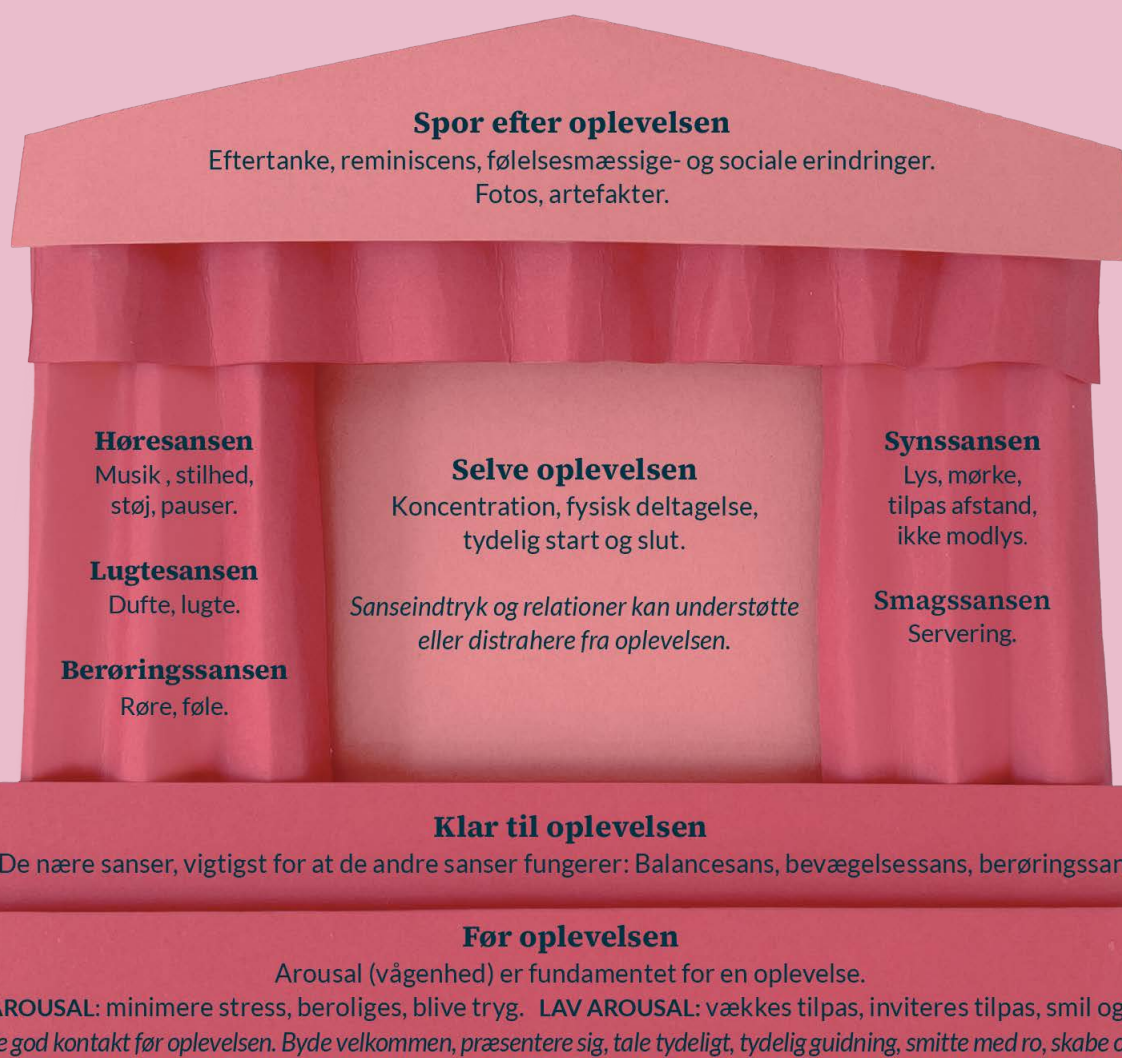 Spor efter oplevelsen
Eftertanke, reminiscens, følelsesmæssige- og sociale erindringer.
Fotos, artefakter.
Høresansen
Musik , stilhed,
støj, pauser.
Lugtesansen
Dufte, lugte.
Berøringssansen
Røre, føle.
Selve oplevelsen
Koncentration, fysisk deltagelse,
tydelig start og slut.
Sanseindtryk og relationer kan understøtte
eller distrahere fra oplevelsen.
Synssansen
Lys, mørke,
tilpas afstand,
ikke modlys.
Smagssansen
Servering.
Klar til oplevelsen
De nære sanser, vigtigst for at de andre sanser fungerer: Balancesans, bevægelsessans,
Før oplevelsen
Arousal (vågenhed) er fundamentet for en oplevelse.
AROUSAL: minimere stress, beroliges, blive tryg. LAV AROUSAL: vækkes tilpas, inviteres tilpas, smil og
god kontakt før oplevelsen. Byde velkommen, præsentere sig, tale tydeligt, tydelig guidning, smitte med ro, skabe